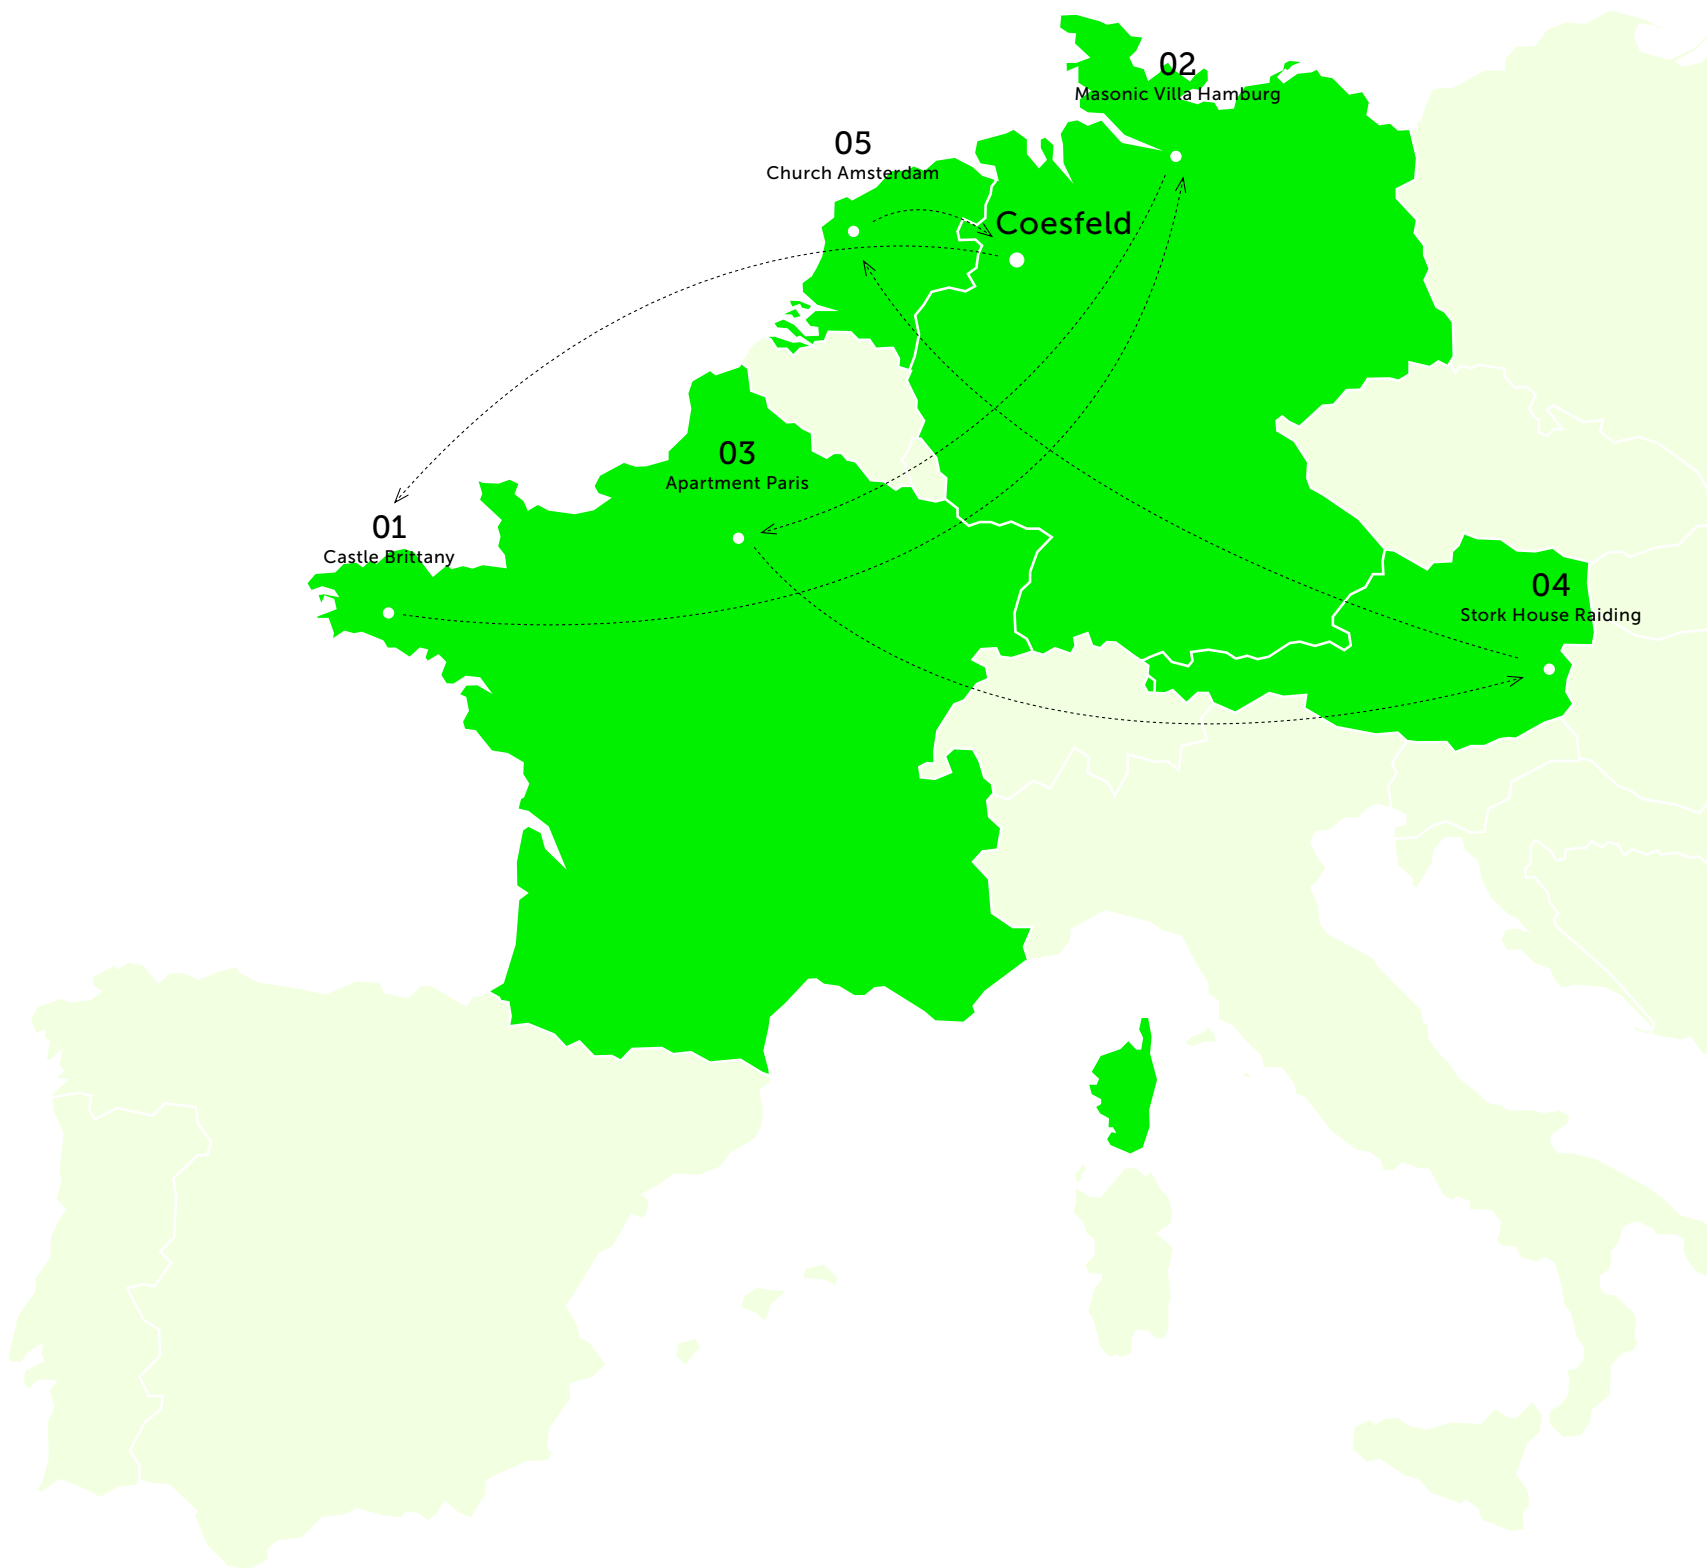 02
Masonic Villa Hamburg
05
Church Amsterdam
Coesfeld
03
Apartment Paris
01
Castle Brittany
04
Stork House Raiding